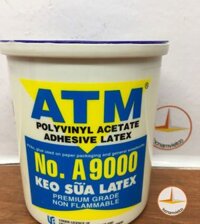 ATM
POLYVINYL ACETATE
ADHESIVE LATEX
No. A9000
KEO SỮA LATEX
PREMIUM GRADE
NON FLAMMABLE